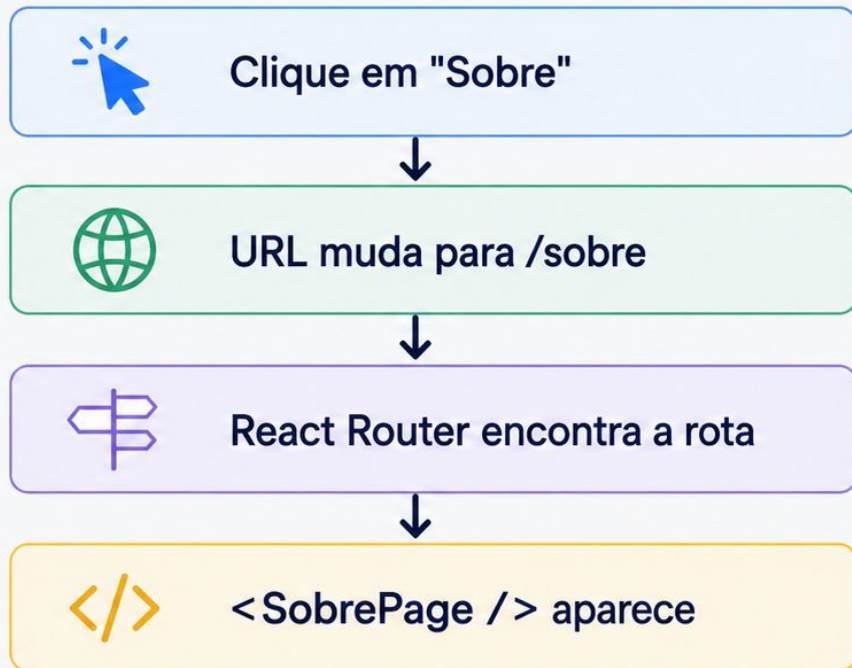 Clique em "Sobre"
URL muda para /sobre
React Router encontra a rota
<SobrePage /> aparece